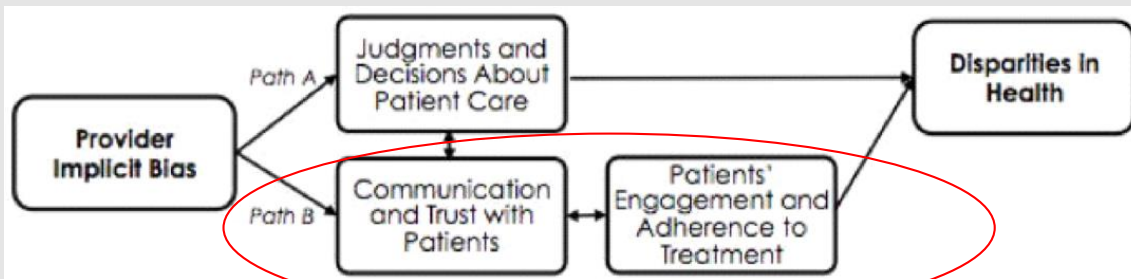 Provider
Implicit Bias
Path A
Judgments and
Decisions About
Patient Care
Path B
Communication
and Trust with
Patients
Patients’
Engagement and
Adherence to
Treatment
Disparities in
Health